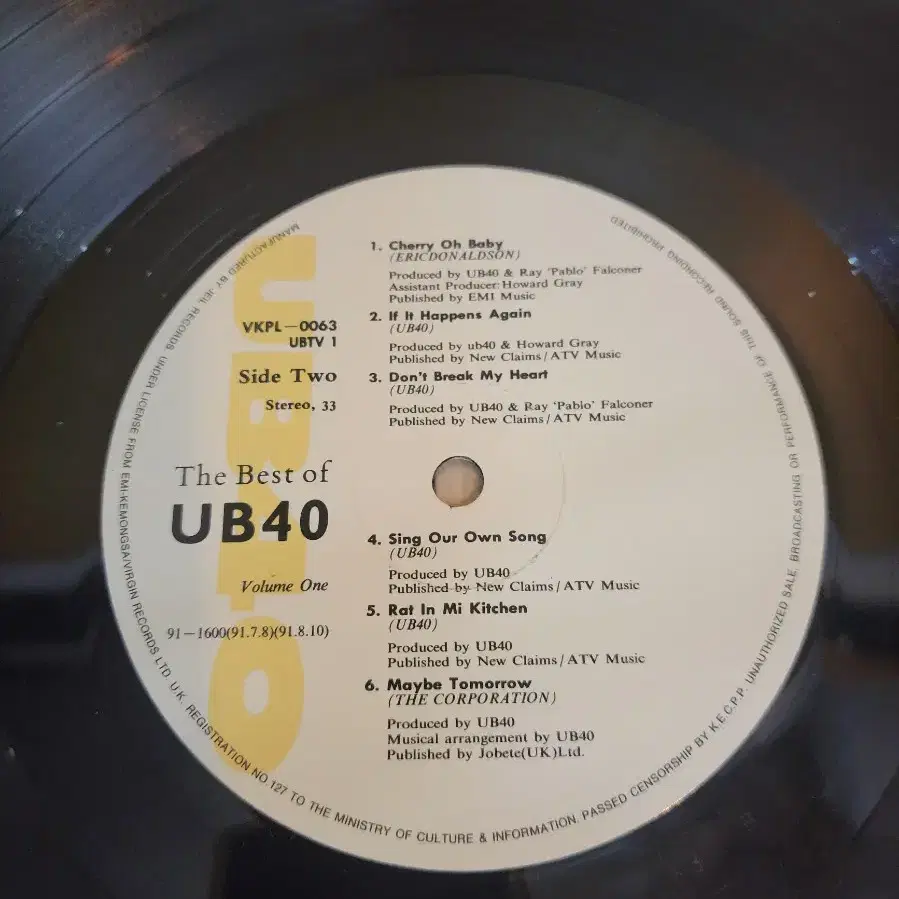 VKPL—0063
UBTV 1
Side Two
Stereo, 33
The Best of
UB40
Volume One
91—1600(91.7.8)(91.8.10)
UB40
1. Cherry Oh Baby
(ERICDONALDSON)
Produced by UB40 & Ray 'Pablo' Falconer
Assistant Producer: Howard Gray
Published by EMI Music
2. If It Happens Again
(UB40)
Produced by ub40 & Howard Gray
Published by New Claims/ATV Music
3. Don't Break My Heart
(UB40)
Produced by UB40 & Ray 'Pablo' Falconer
Published by New Claims/ATV Music
4. Sing Our Own Song
(UB40)
Produced by UB40
Published by New Claims/ATV Music
5. Rat In Mi Kitchen
(UB40)
Produced by UB40
Published by New Claims/ATV Music
6. Maybe Tomorrow
(THE CORPORATION)
Produced by UB40
Musical arrangement by UB40
Published by Jobete(UK)Ltd.
MANUFACTURED BY JEIL RECORDS UNDER LICENSE FROM EMI-KEMONGSA/VIRGIN RECORDS LTD. U.K. REGISTRATION NO.127 TO THE MINISTRY OF CULTURE & INFORMATION. PASSED CENSORSHIP BY K.E.C.P.P. UNAUTHORIZED SALE, BROADCASTING OR PERFORMANCE OF THIS SOUND RECORDING PROHIBITED